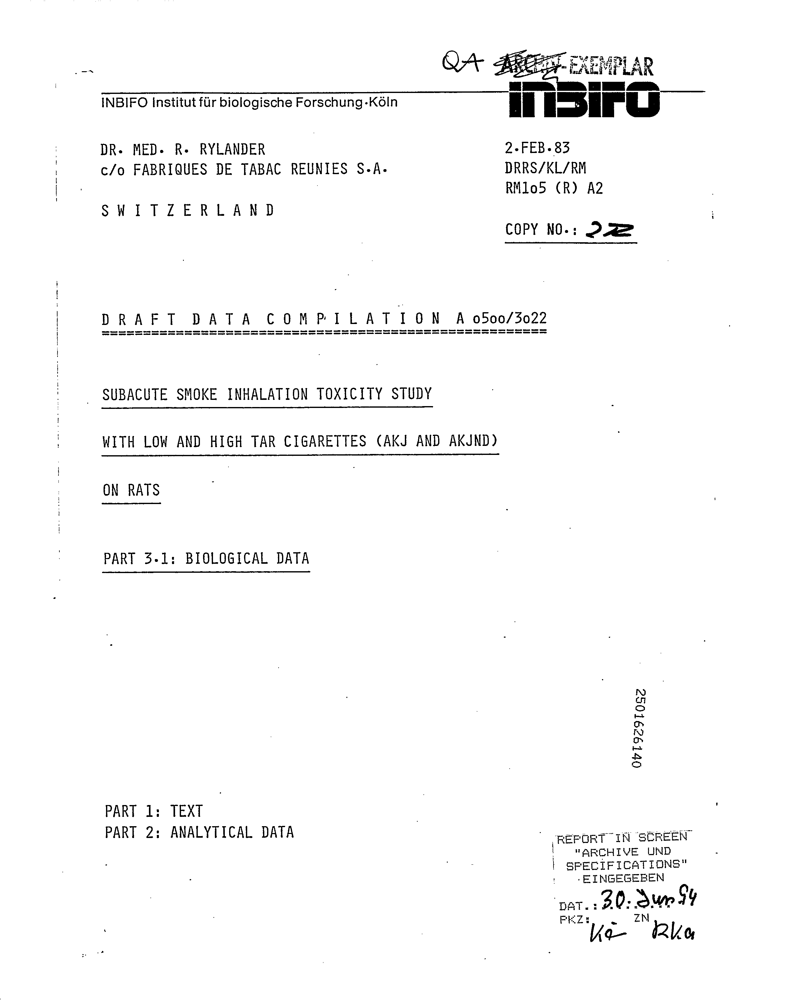 QA ARCHIV-EXEMPLAR
INBIFO Institut für biologische Forschung·Köln
INBIFO
DR. MED. R. RYLANDER
c/o FABRIQUES DE TABAC REUNIES S.A.
S W I T Z E R L A N D
2.FEB.83
DRRS/KL/RM
RM1o5 (R) A2
COPY NO.:
D R A F T  D A T A  C O M P I L A T I O N  A o5oo/3o22
SUBACUTE SMOKE INHALATION TOXICITY STUDY
WITH LOW AND HIGH TAR CIGARETTES (AKJ AND AKJND)
ON RATS
PART 3.1: BIOLOGICAL DATA
2501626140
PART 1: TEXT
PART 2: ANALYTICAL DATA
REPORT IN SCREEN
"ARCHIVE UND
SPECIFICATIONS"
EINGEGEBEN
DAT.: 30. Jun 94
PKZ: ZN